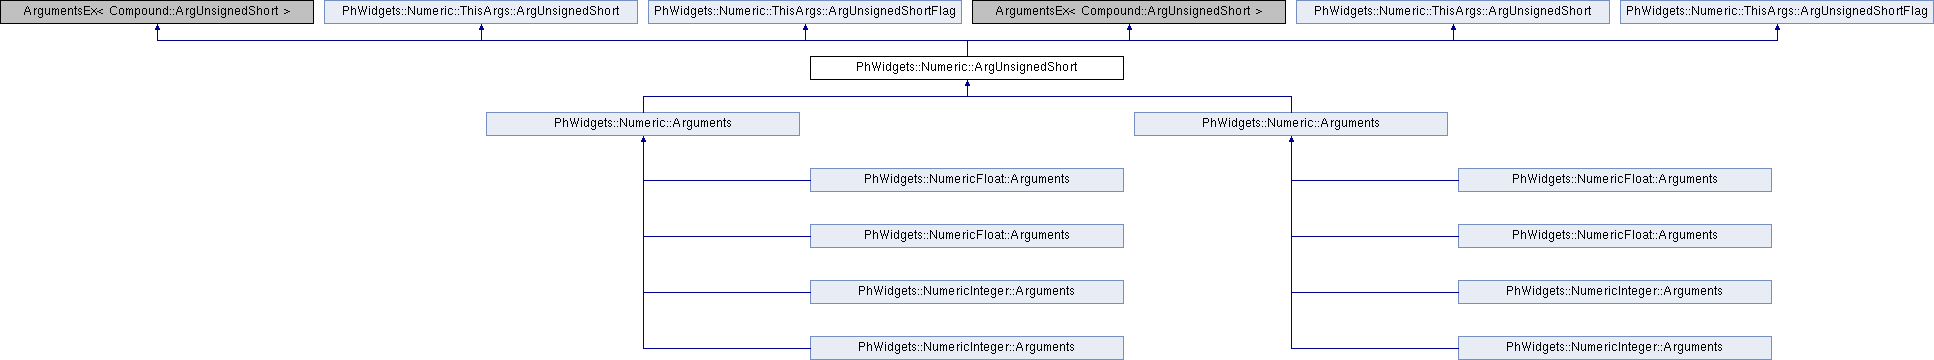 ArgumentsEx< Compound::ArgUnsignedShort >
PhWidgets::Numeric::ThisArgs::ArgUnsignedShort
PhWidgets::Numeric::ThisArgs::ArgUnsignedShortFlag
ArgumentsEx< Compound::ArgUnsignedShort >
PhWidgets::Numeric::ThisArgs::ArgUnsignedShort
PhWidgets::Numeric::ThisArgs::ArgUnsignedShortFlag
PhWidgets::Numeric::ArgUnsignedShort
PhWidgets::Numeric::Arguments
PhWidgets::Numeric::Arguments
PhWidgets::NumericFloat::Arguments
PhWidgets::NumericFloat::Arguments
PhWidgets::NumericFloat::Arguments
PhWidgets::NumericFloat::Arguments
PhWidgets::NumericInteger::Arguments
PhWidgets::NumericInteger::Arguments
PhWidgets::NumericInteger::Arguments
PhWidgets::NumericInteger::Arguments